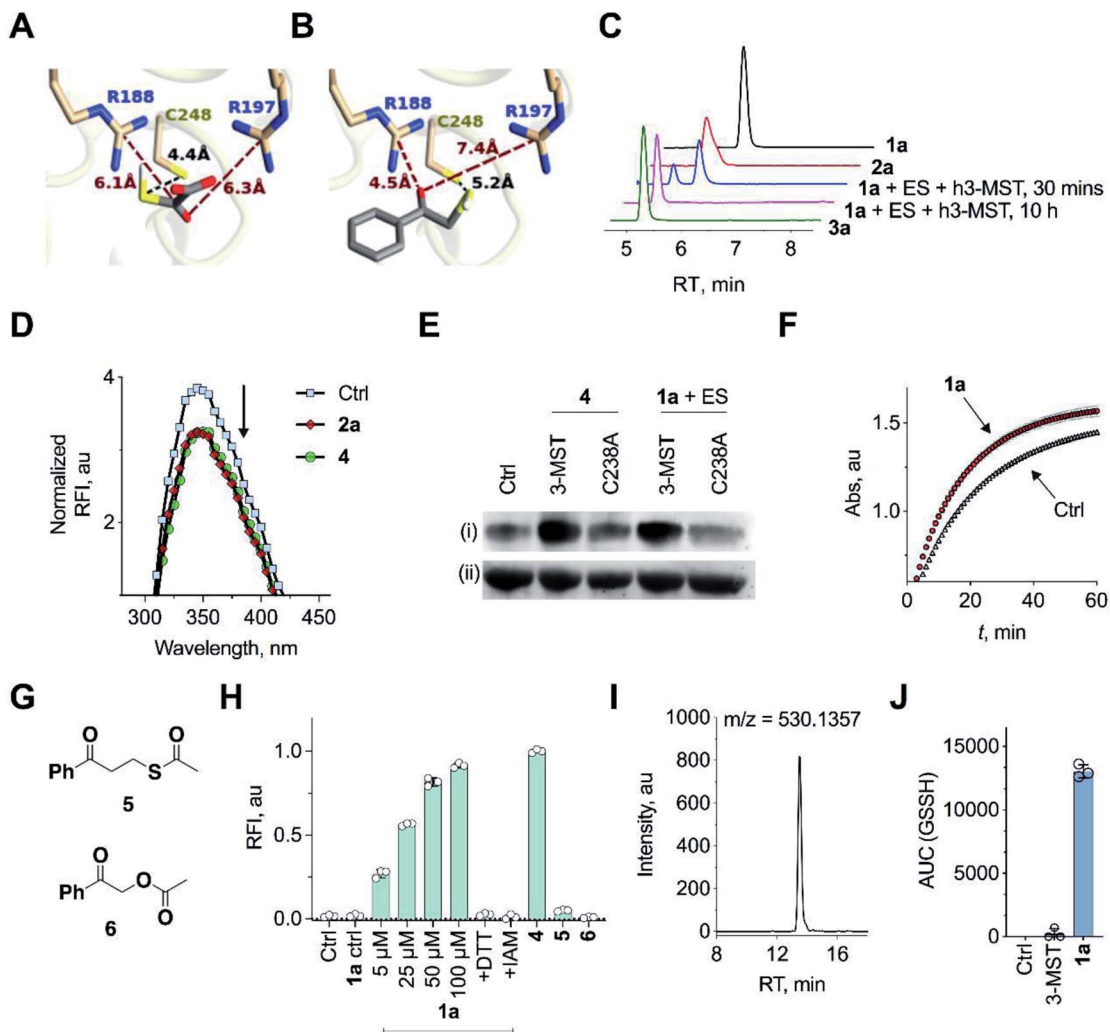 A
R188
R197
C248
4.4Å
6.1Å
6.3Å
B
R188
R197
C248
7.4Å
4.5Å
5.2Å
C
1a
2a
1a + ES + h3-MST, 30 mins
1a + ES + h3-MST, 10 h
3a
5 6 7 8
RT, min
D
Normalized RFI, au
4
2
Ctrl
2a
4
300 350 400 450
Wavelength, nm
E
4
1a + ES
Ctrl
3-MST
C238A
3-MST
C238A
(i)
(ii)
F
Abs, au
1.5
1.0
1a
Ctrl
0 20 40 60
t, min
G
O O
Ph S
5
O
Ph O
O
6
H
RFI, au
1.0
0.5
0.0
Ctrl
1a ctrl
5 µM
25 µM
50 µM
100 µM
+DTT
+IAM
4
5
6
1a
I
m/z = 530.1357
Intensity, au
1000
800
600
400
200
0
8 12 16
RT, min
J
AUC (GSSH)
15000
10000
5000
0
Ctrl
3-MST
1a